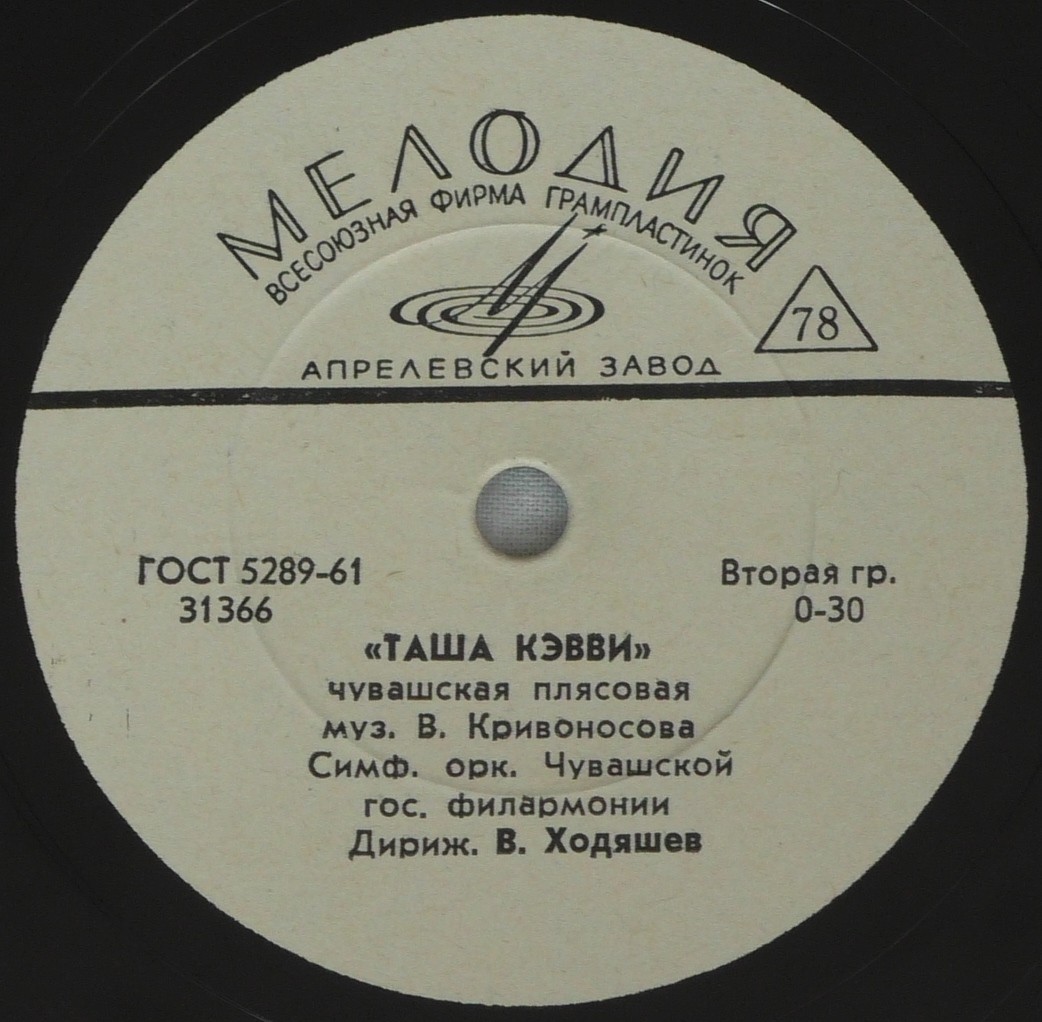 МЕЛОДИЯ
ВСЕСОЮЗНАЯ ФИРМА ГРАМПЛАСТИНОК
78
АПРЕЛЕВСКИЙ ЗАВОД
ГОСТ 5289-61 Вторая гр.
31366 0-30
«ТАША КЭВВИ»
чувашская плясовая
муз. В. Кривоносова
Симф. орк. Чувашской
гос. филармонии
Дириж. В. Ходяшев